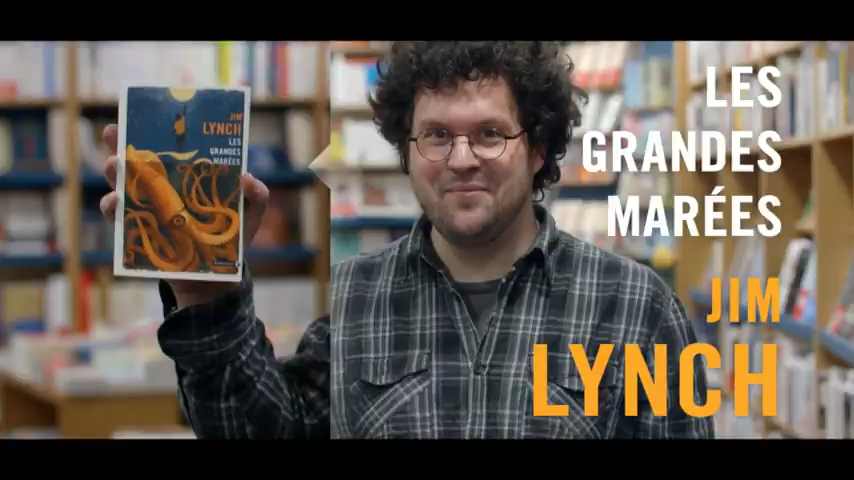 JIM
LYNCH
LES
GRANDES
MARÉES
LES
GRANDES
MARÉES
JIM
LYNCH